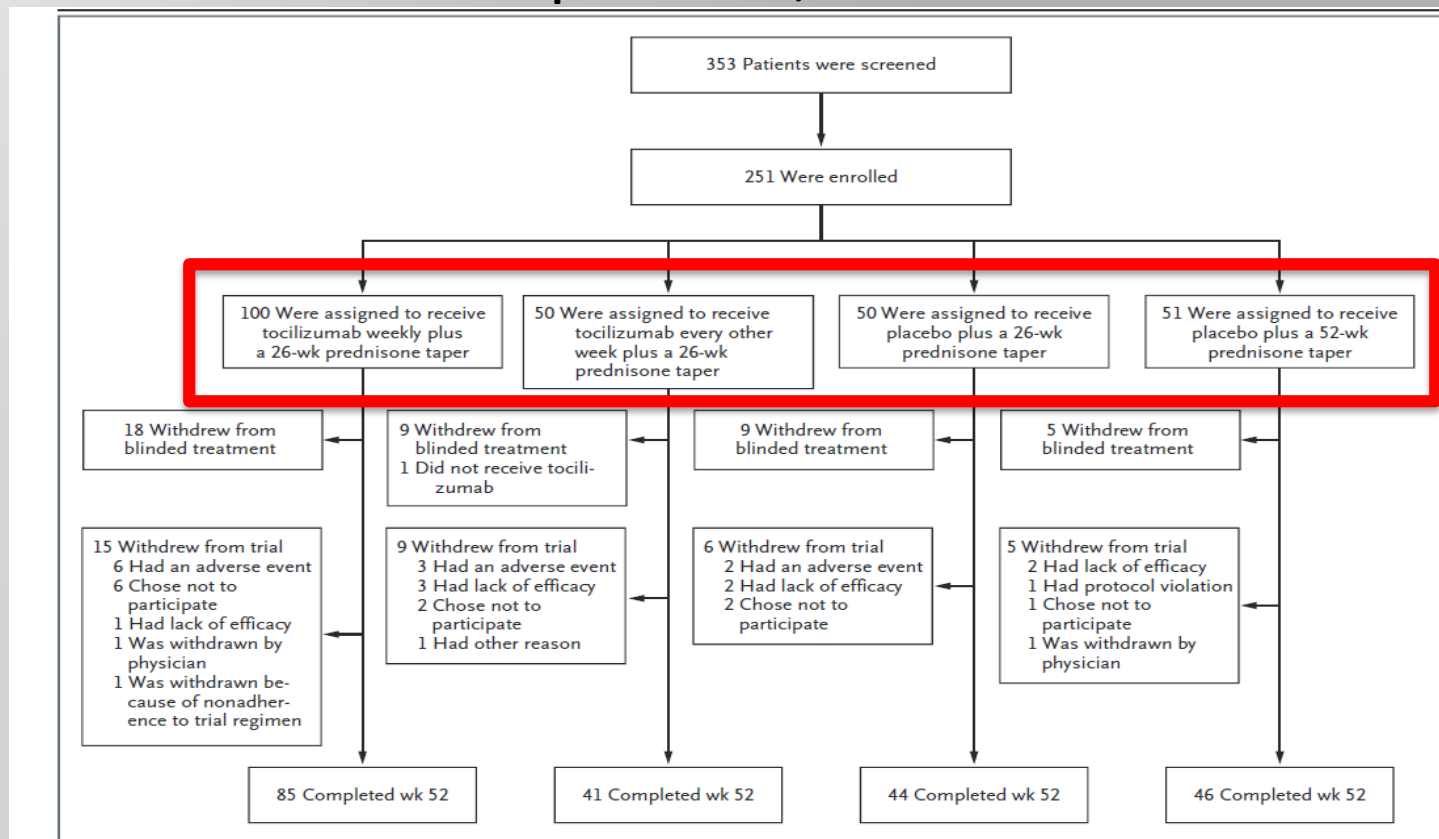 353 Patients were screened
251 Were enrolled
100 Were assigned to receive
tocilizumab weekly plus
a 26-wk prednisone taper
50 Were assigned to receive
tocilizumab every other
week plus a 26-wk
prednisone taper
50 Were assigned to receive
placebo plus a 26-wk
prednisone taper
51 Were assigned to receive
placebo plus a 52-wk
prednisone taper
18 Withdrew from
blinded treatment
9 Withdrew from
blinded treatment
1 Did not receive tocili-
zumab
9 Withdrew from
blinded treatment
5 Withdrew from
blinded treatment
15 Withdrew from trial
6 Had an adverse event
6 Chose not to
participate
1 Had lack of efficacy
1 Was withdrawn by
physician
1 Was withdrawn be-
cause of nonadher-
ence to trial regimen
9 Withdrew from trial
3 Had an adverse event
3 Had lack of efficacy
2 Chose not to
participate
1 Had other reason
6 Withdrew from trial
2 Had an adverse event
2 Had lack of efficacy
2 Chose not to
participate
5 Withdrew from trial
2 Had lack of efficacy
1 Had protocol violation
1 Chose not to
participate
1 Was withdrawn by
physician
85 Completed wk 52
41 Completed wk 52
44 Completed wk 52
46 Completed wk 52